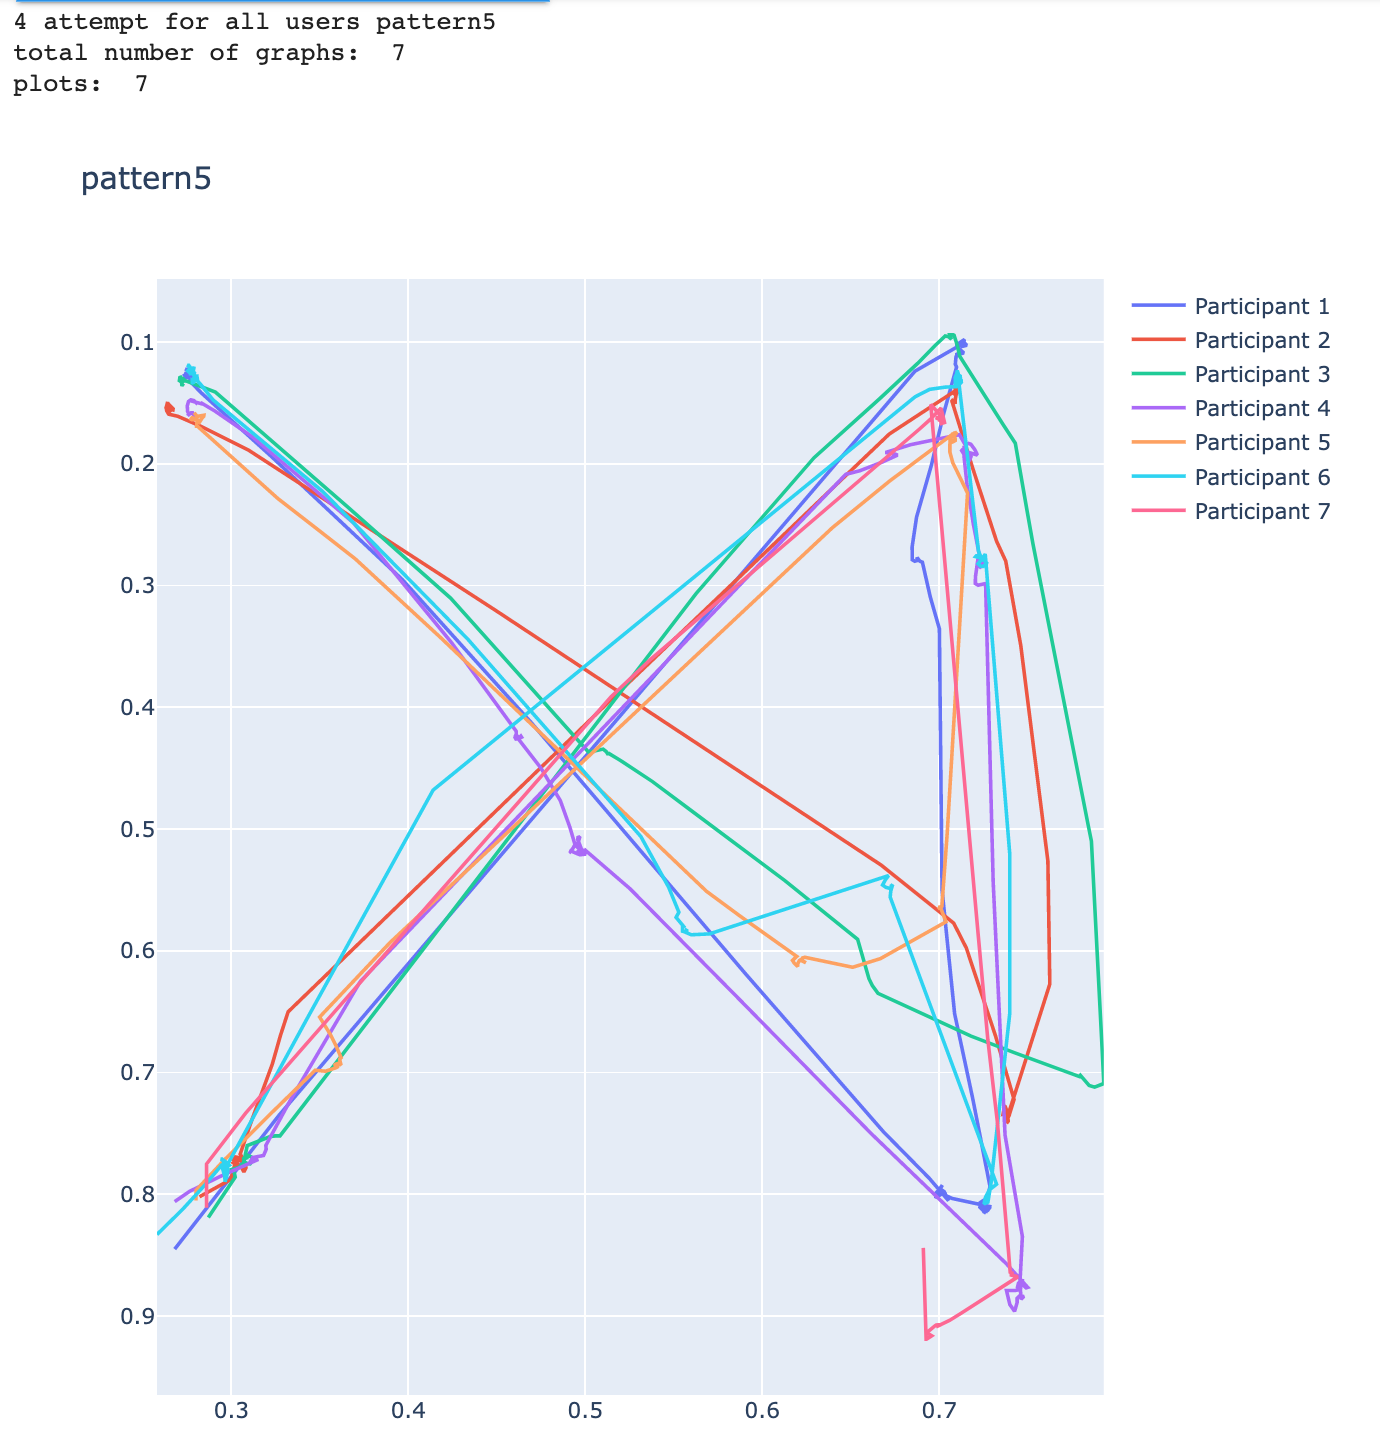 4 attempt for all users pattern5
total number of graphs:  7
plots:  7
pattern5
0.1
0.2
0.3
0.4
0.5
0.6
0.7
0.8
0.9
0.3 0.4 0.5 0.6 0.7
Participant 1
Participant 2
Participant 3
Participant 4
Participant 5
Participant 6
Participant 7